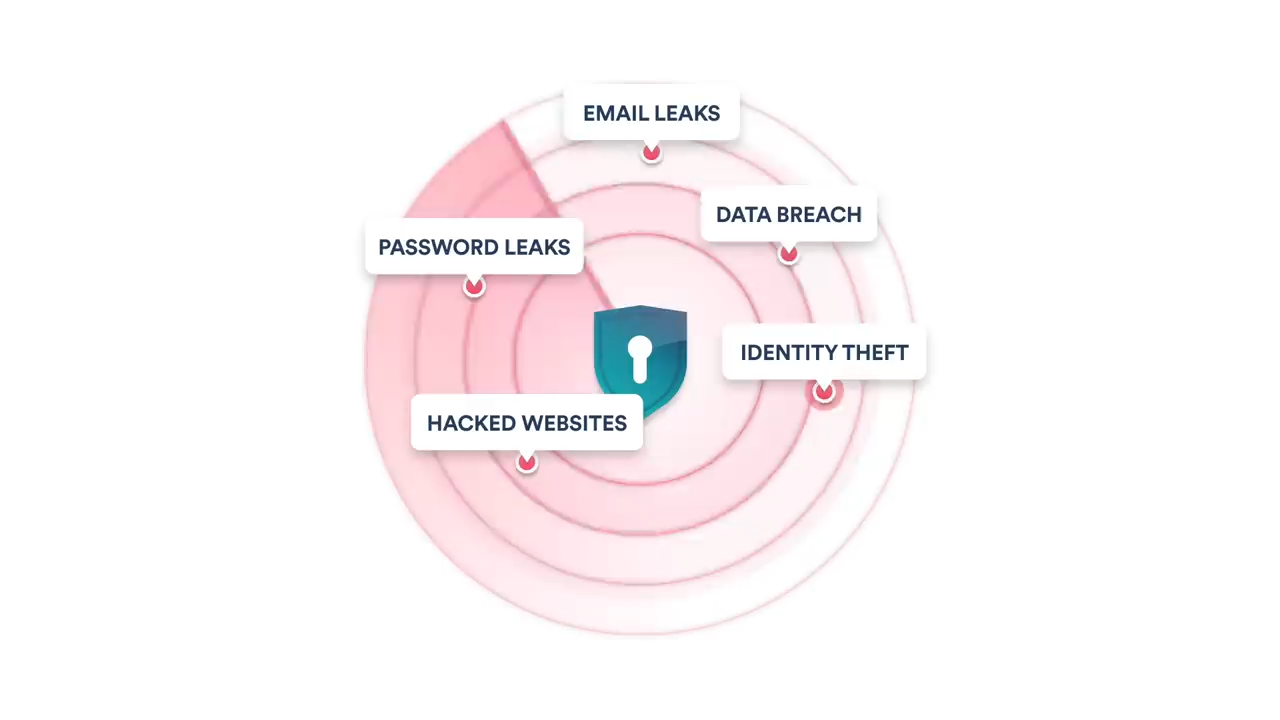 EMAIL LEAKS
DATA BREACH
PASSWORD LEAKS
IDENTITY THEFT
HACKED WEBSITES